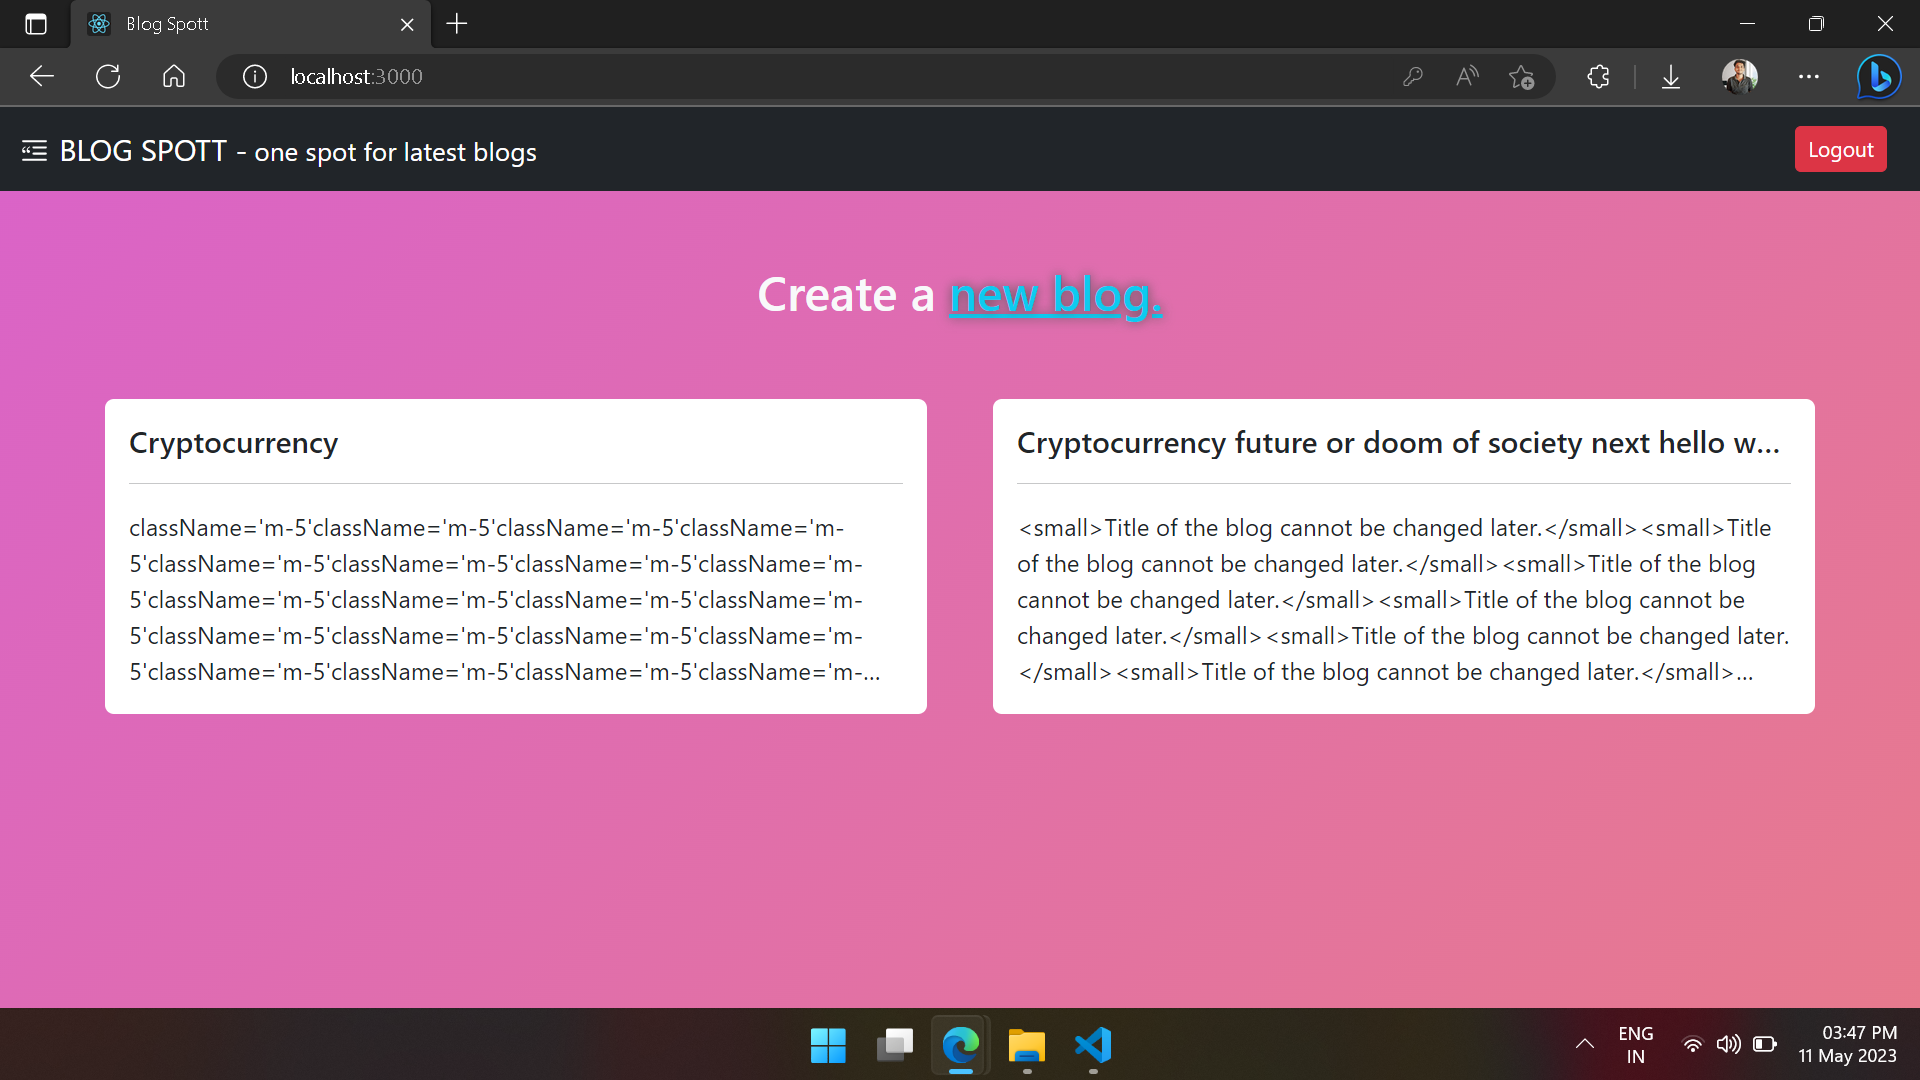 Blog Spott
localhost:3000
BLOG SPOTT - one spot for latest blogs
Logout
Create a new blog.
Cryptocurrency
className='m-5'className='m-5'className='m-5'className='m-
5'className='m-5'className='m-5'className='m-5'className='m-
5'className='m-5'className='m-5'className='m-5'className='m-
5'className='m-5'className='m-5'className='m-5'className='m-
5'className='m-5'className='m-5'className='m-5'className='m-...
Cryptocurrency future or doom of society next hello w...
<small>Title of the blog cannot be changed later.</small><small>Title
of the blog cannot be changed later.</small><small>Title of the blog
cannot be changed later.</small><small>Title of the blog cannot be
changed later.</small><small>Title of the blog cannot be changed later.
</small><small>Title of the blog cannot be changed later.</small>...
ENG
IN
03:47 PM
11 May 2023